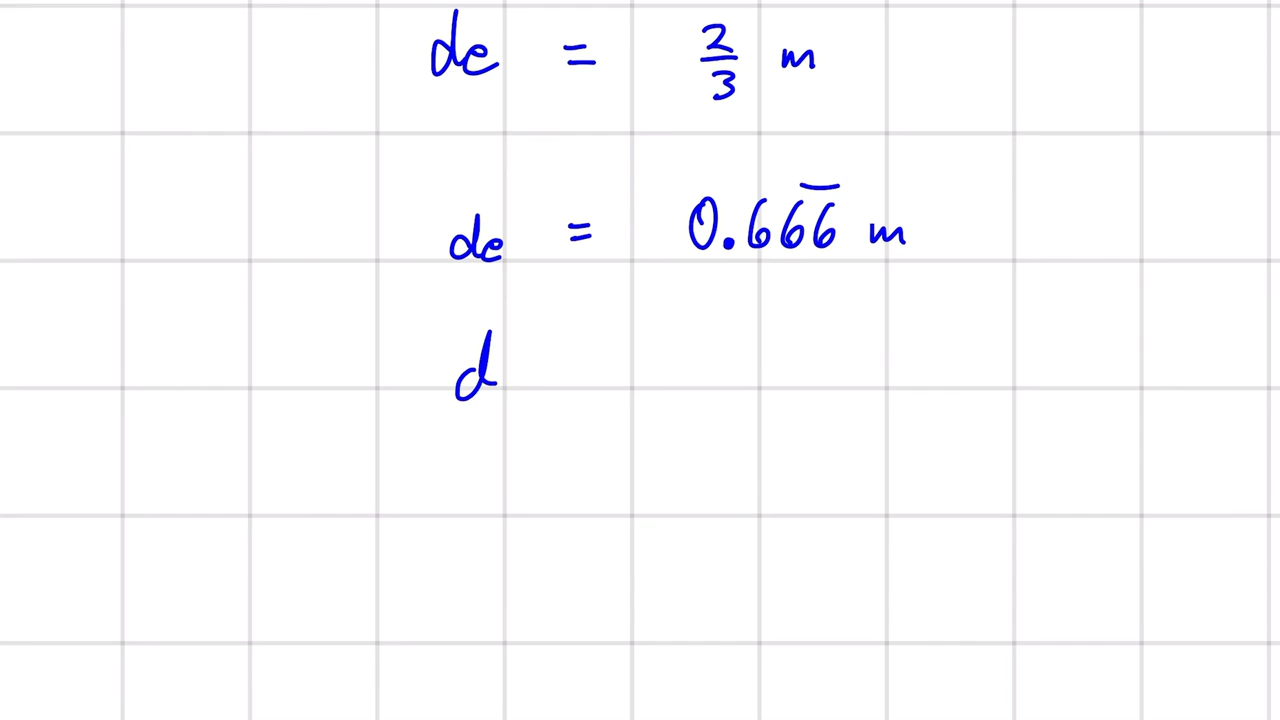 de = 2/3 m
de = 0.666̅ m
d